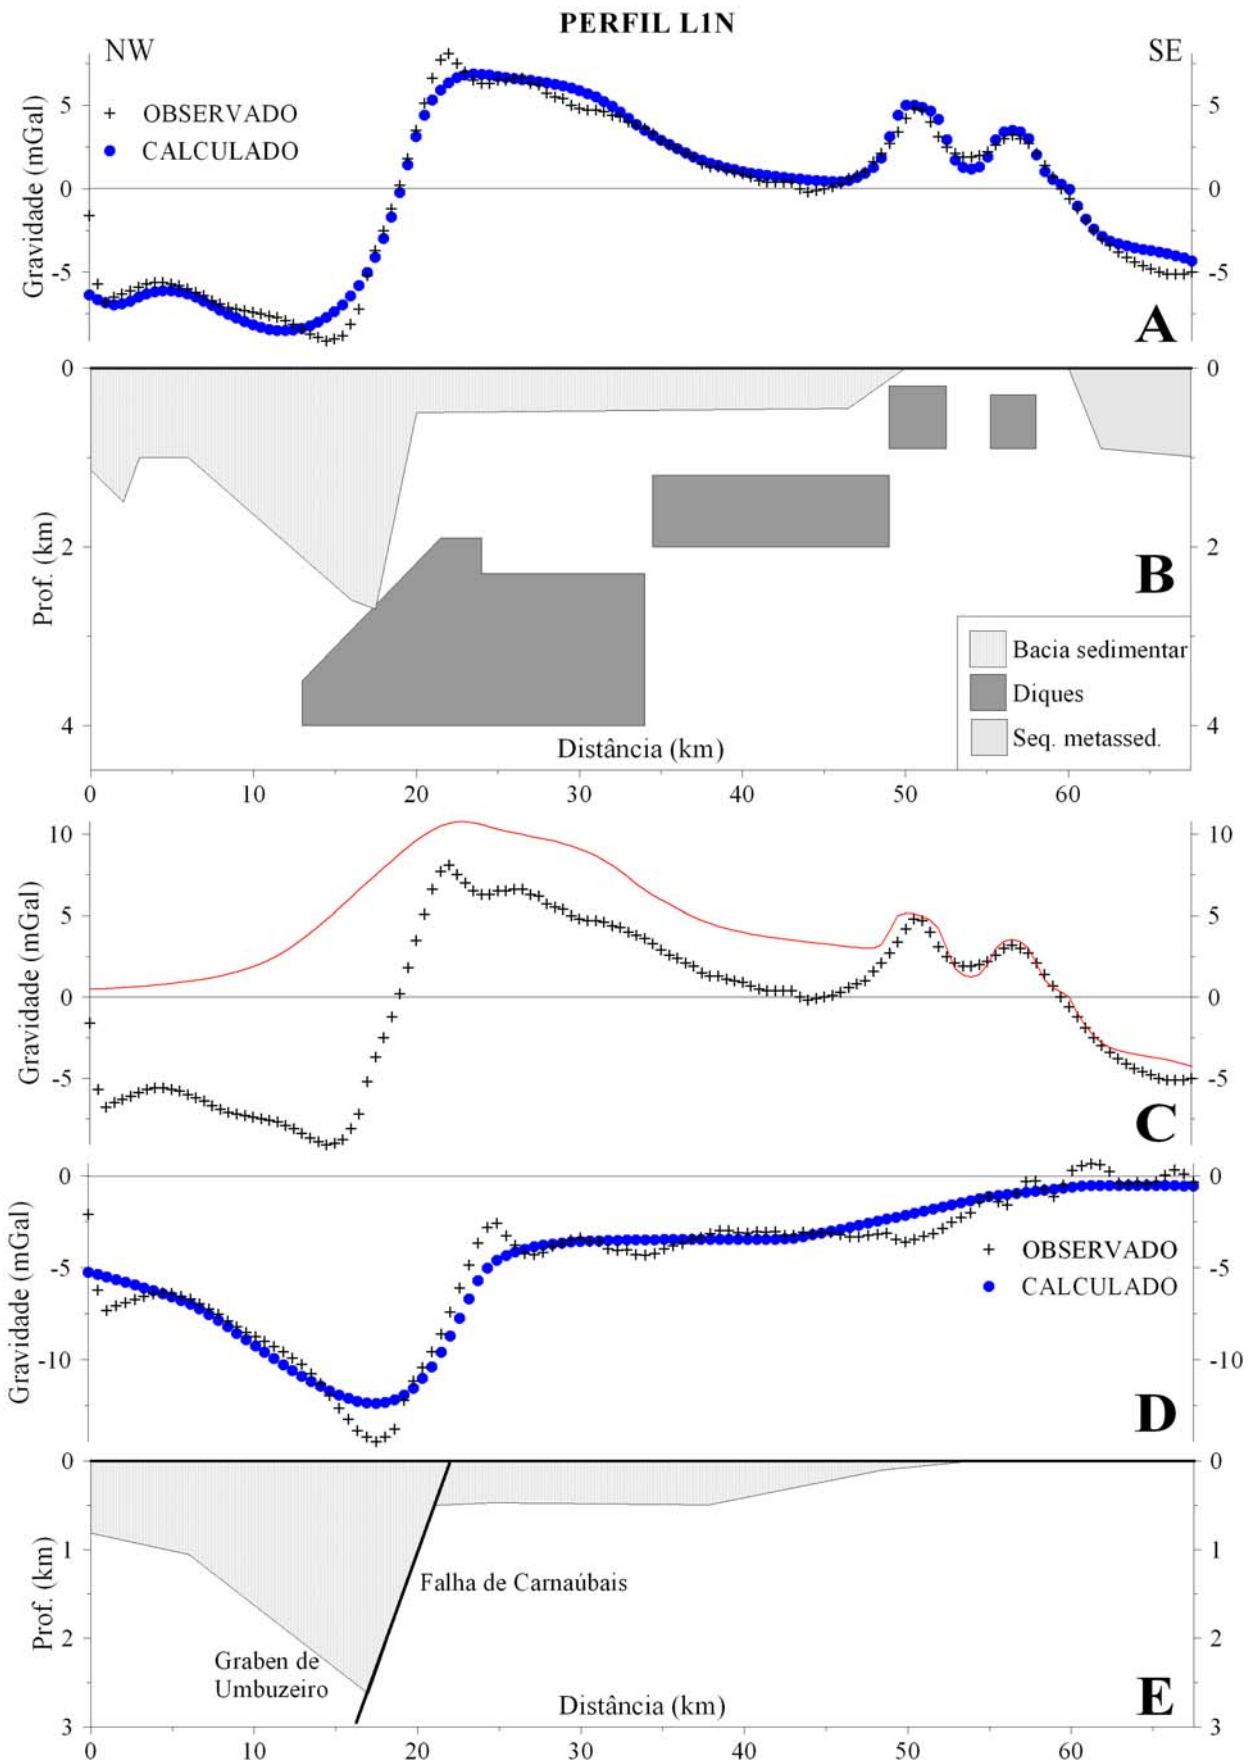 PERFIL L1N
NW
SE
+ OBSERVADO
● CALCULADO
Gravidade (mGal)
5
0
-5
5
0
-5
A
Prof. (km)
0
2
4
0
2
4
B
Bacia sedimentar
Diques
Seq. metassed.
Distância (km)
0 10 20 30 40 50 60
Gravidade (mGal)
10
5
0
-5
10
5
0
-5
C
Gravidade (mGal)
0
-5
-10
0
-5
-10
+ OBSERVADO
● CALCULADO
D
Prof. (km)
0
1
2
3
0
1
2
3
Falha de Carnaúbais
Graben de
Umbuzeiro
Distância (km)
E
0 10 20 30 40 50 60